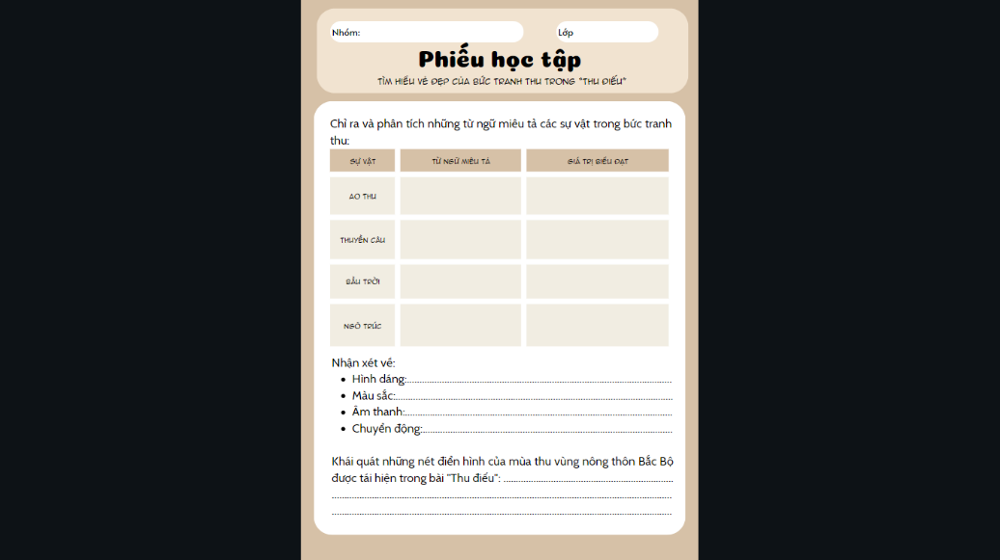 Nhóm:
Lớp
Phiếu học tập
TÌM HIỂU VẺ ĐẸP CỦA BỨC TRANH THU TRONG "THU ĐIẾU"
Chỉ ra và phân tích những từ ngữ miêu tả các sự vật trong bức tranh
thu:
SỰ VẬT
TỪ NGỮ MIÊU TẢ
GIÁ TRỊ BIỂU ĐẠT
AO THU
THUYỀN CÂU
BẦU TRỜI
NGÕ TRÚC
Nhận xét về:
• Hình dáng:...........................................................................................
• Màu sắc:...............................................................................................
• Âm thanh:............................................................................................
• Chuyển động:......................................................................................
Khái quát những nét điển hình của mùa thu vùng nông thôn Bắc Bộ
được tái hiện trong bài "Thu điếu": ..........................................................
.....................................................................................................................
.....................................................................................................................